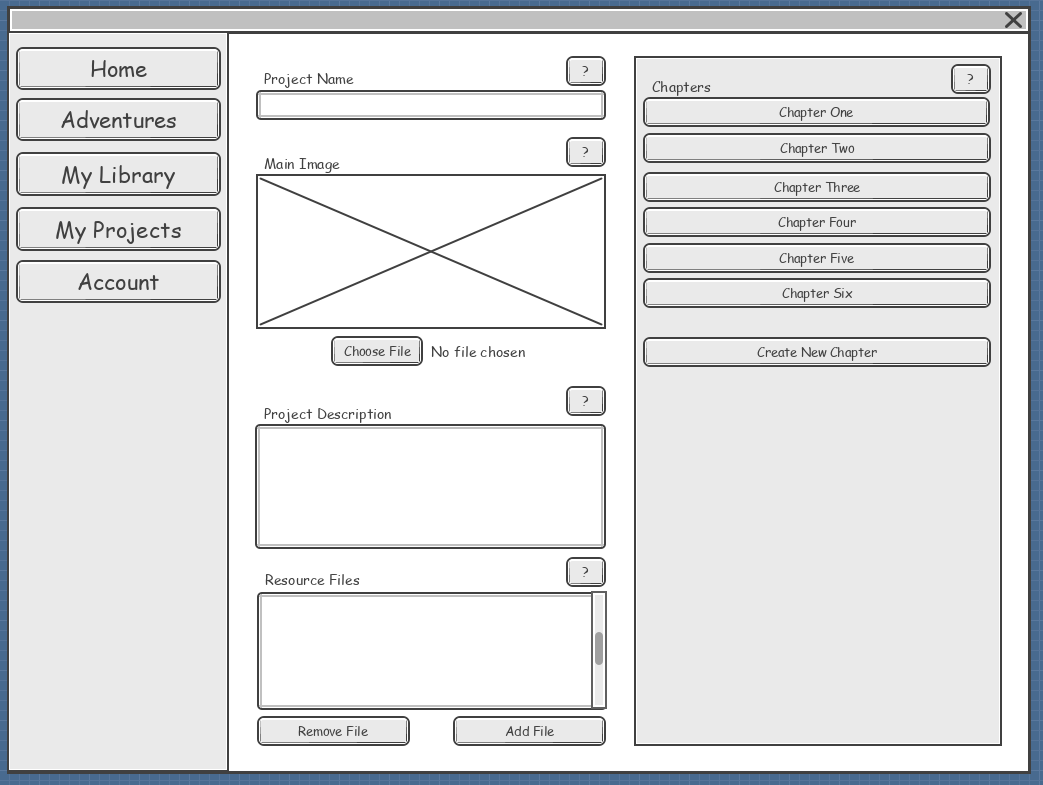 Home
Adventures
My Library
My Projects
Account
Project Name
?
Main Image
?
Choose File
No file chosen
Project Description
?
Resource Files
?
Remove File
Add File
Chapters
?
Chapter One
Chapter Two
Chapter Three
Chapter Four
Chapter Five
Chapter Six
Create New Chapter